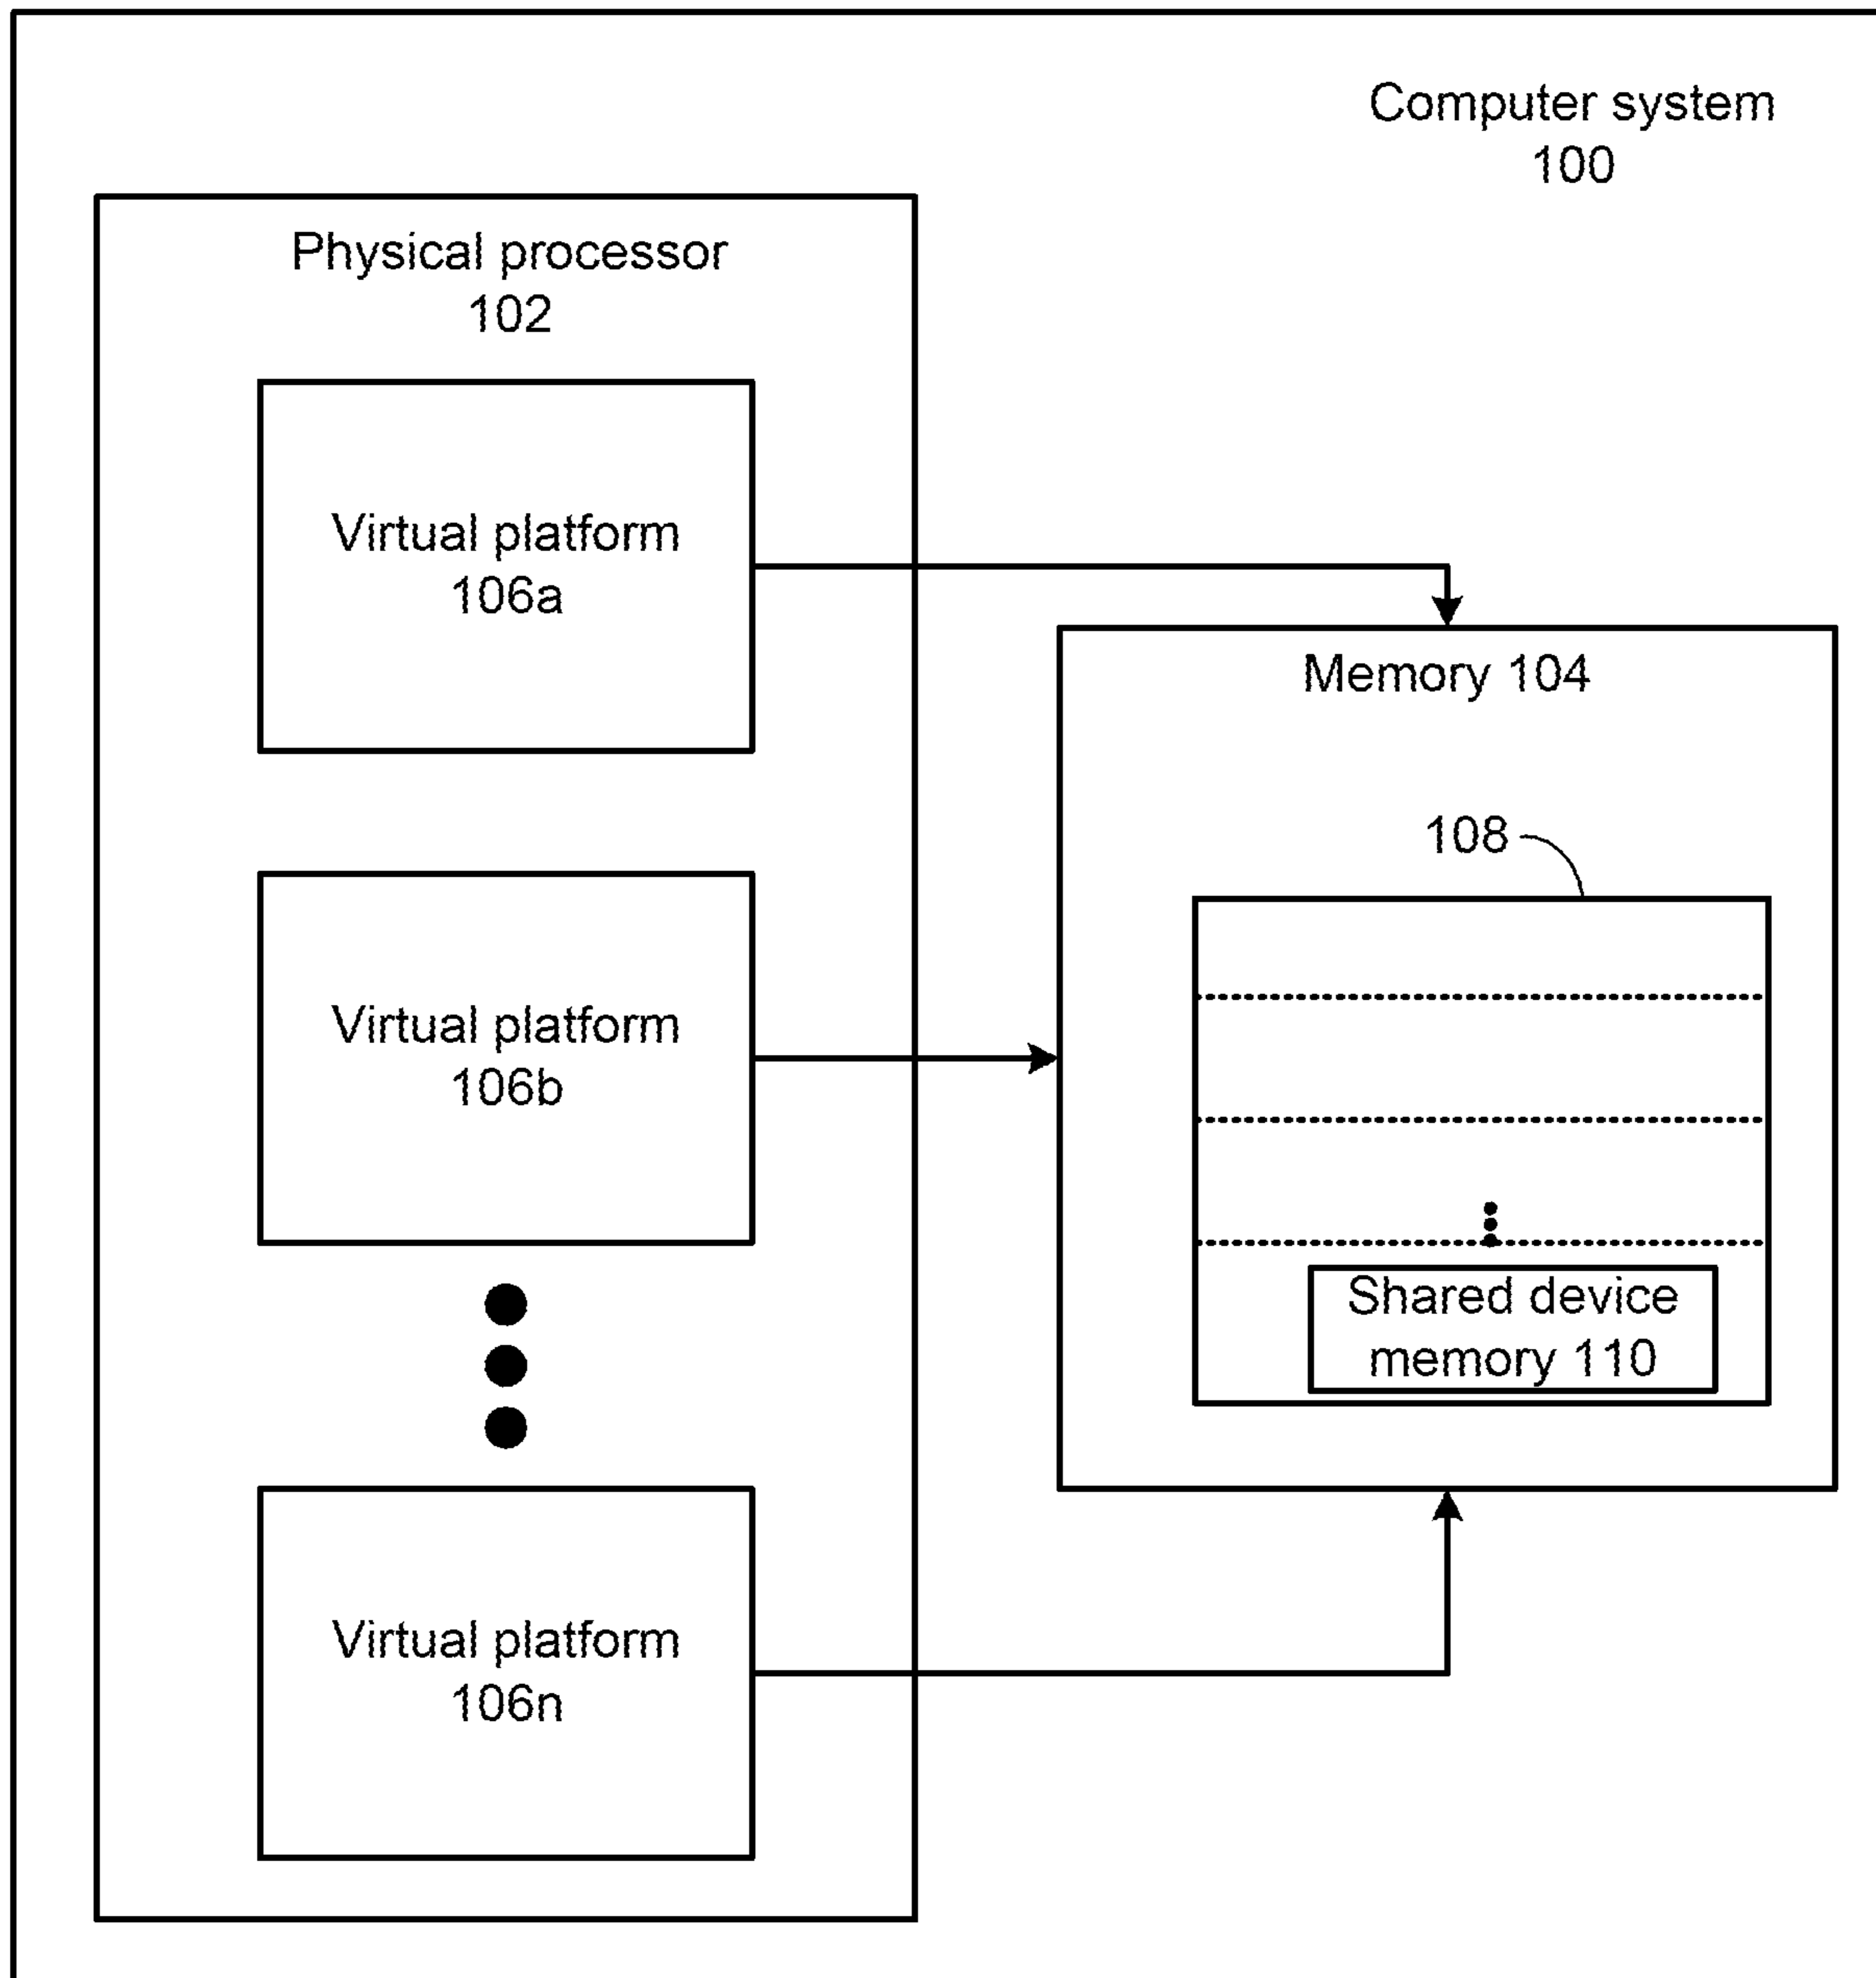 Computer system
100
Physical processor
102
Virtual platform
106a
Memory 104
108
Virtual platform
106b
Shared device
memory 110
Virtual platform
106n